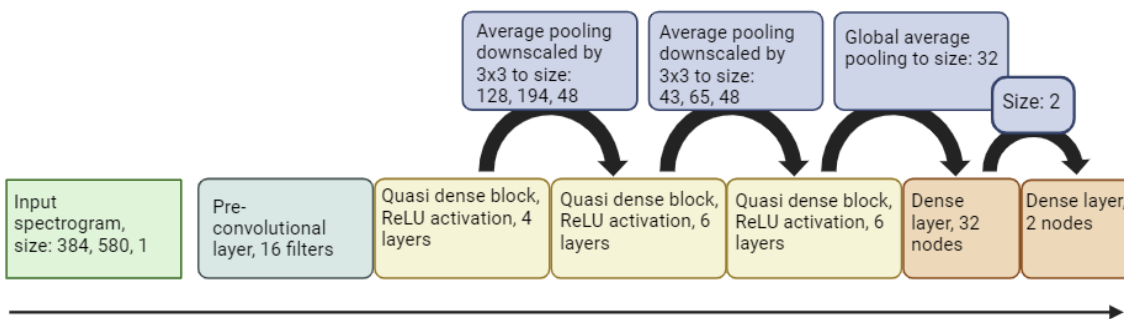 Average pooling
downscaled by
3x3 to size:
128, 194, 48
Average pooling
downscaled by
3x3 to size:
43, 65, 48
Global average
pooling to size: 32
Size: 2
Input
spectrogram,
size: 384, 580, 1
Pre-
convolutional
layer, 16 filters
Quasi dense block,
ReLU activation, 4
layers
Quasi dense block,
ReLU activation, 6
layers
Quasi dense block,
ReLU activation, 6
layers
Dense
layer, 32
nodes
Dense layer,
2 nodes